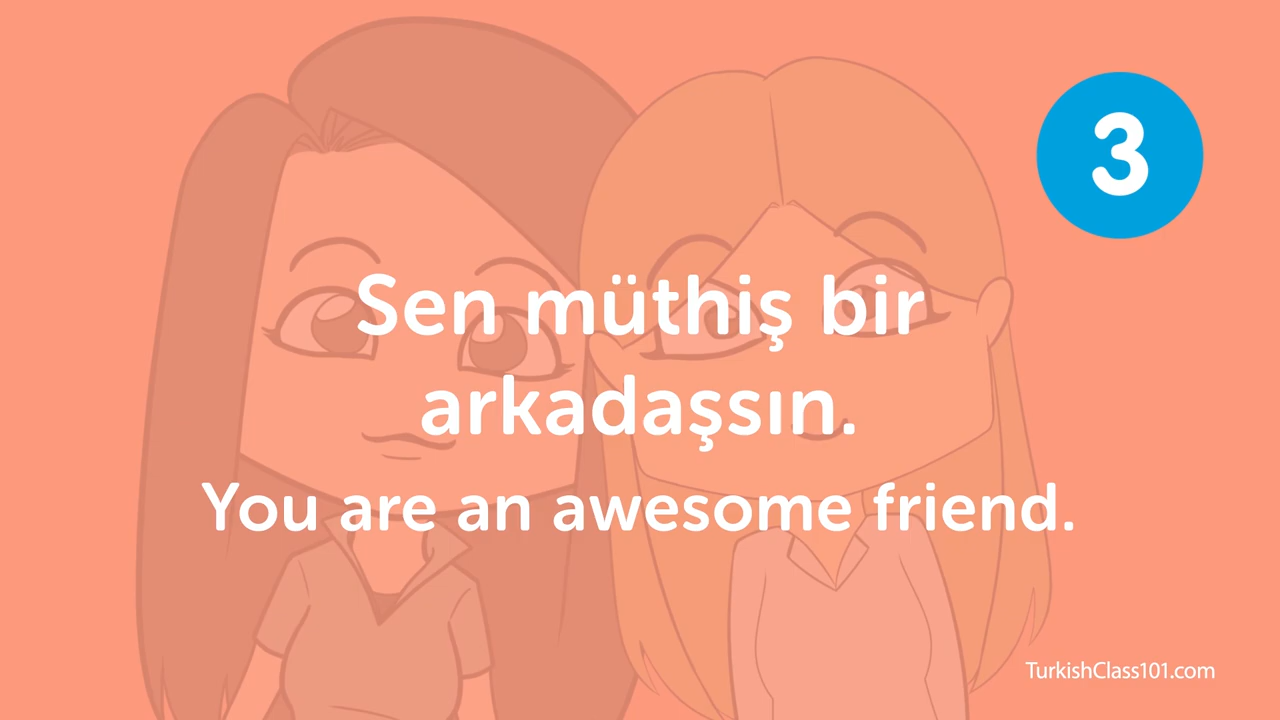 3
Sen müthiş bir
arkadaşsın.
You are an awesome friend.
TurkishClass101.com